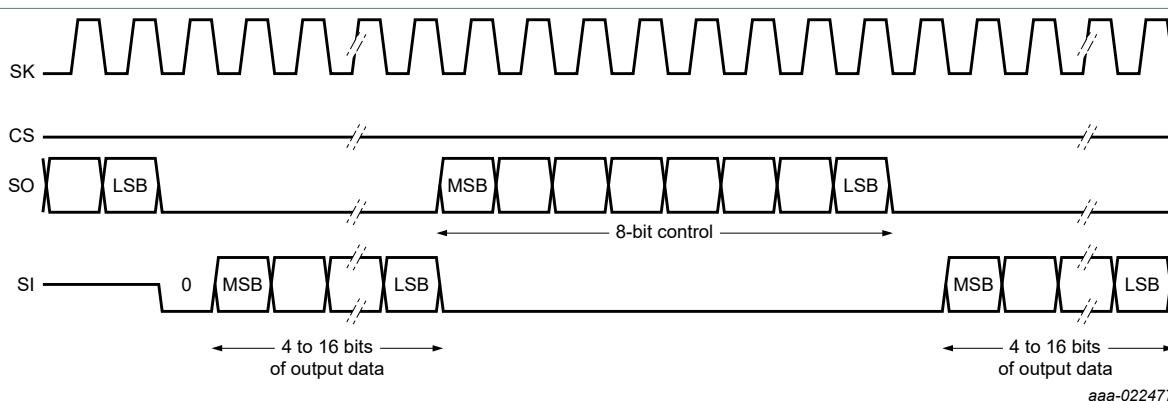 SK
CS
SO
LSB
MSB
LSB
8-bit control
SI
0
MSB
LSB
MSB
LSB
4 to 16 bits
of output data
4 to 16 bits
of output data
aaa-022477